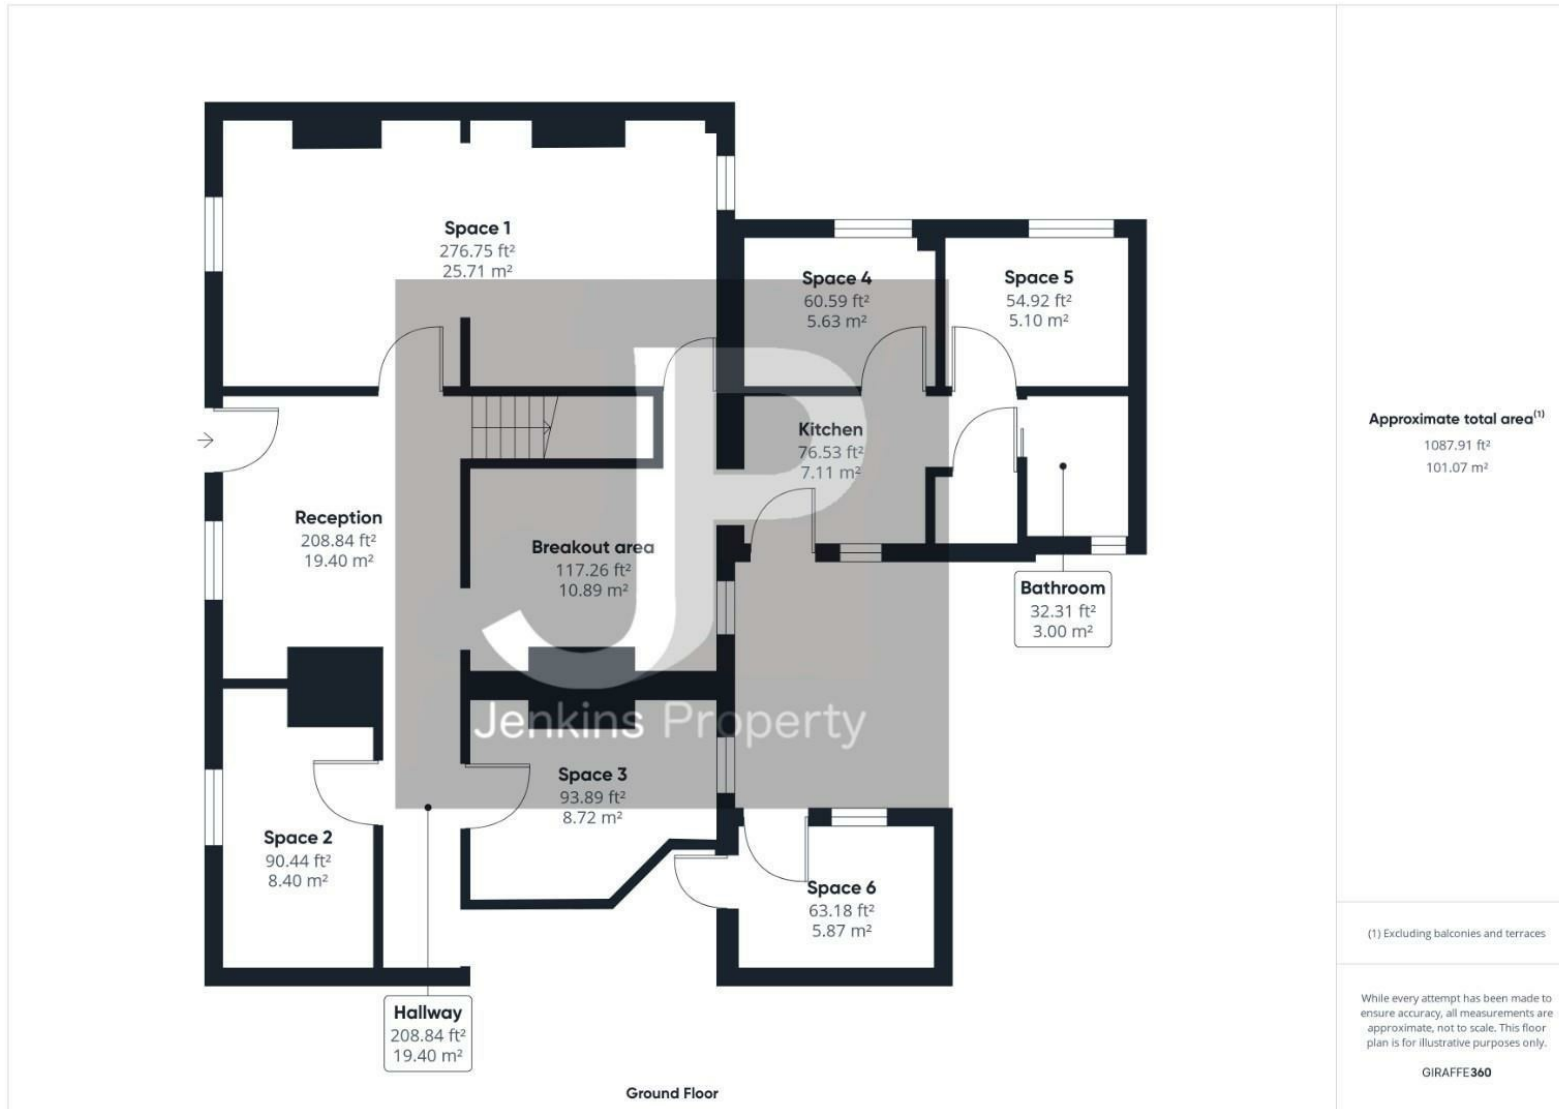 Space 1
276.75 ft²
25.71 m²
Space 4
60.59 ft²
5.63 m²
Space 5
54.92 ft²
5.10 m²
Kitchen
76.53 ft²
7.11 m²
Reception
208.84 ft²
19.40 m²
Breakout area
117.26 ft²
10.89 m²
Bathroom
32.31 ft²
3.00 m²
JP
Jenkins Property
Space 3
93.89 ft²
8.72 m²
Space 2
90.44 ft²
8.40 m²
Space 6
63.18 ft²
5.87 m²
Hallway
208.84 ft²
19.40 m²
Ground Floor
Approximate total area⁽¹⁾
1087.91 ft²
101.07 m²
(1) Excluding balconies and terraces
While every attempt has been made to
ensure accuracy, all measurements are
approximate, not to scale. This floor
plan is for illustrative purposes only.
GIRAFFE360